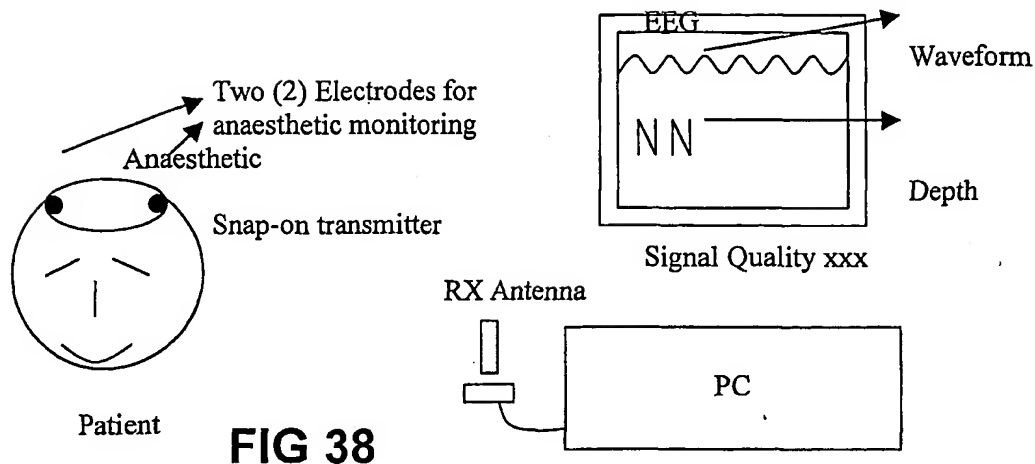 EEG
Waveform
Two (2) Electrodes for
anaesthetic monitoring
Anaesthetic
NN
Depth
Snap-on transmitter
Signal Quality xxx
RX Antenna
PC
Patient
FIG 38